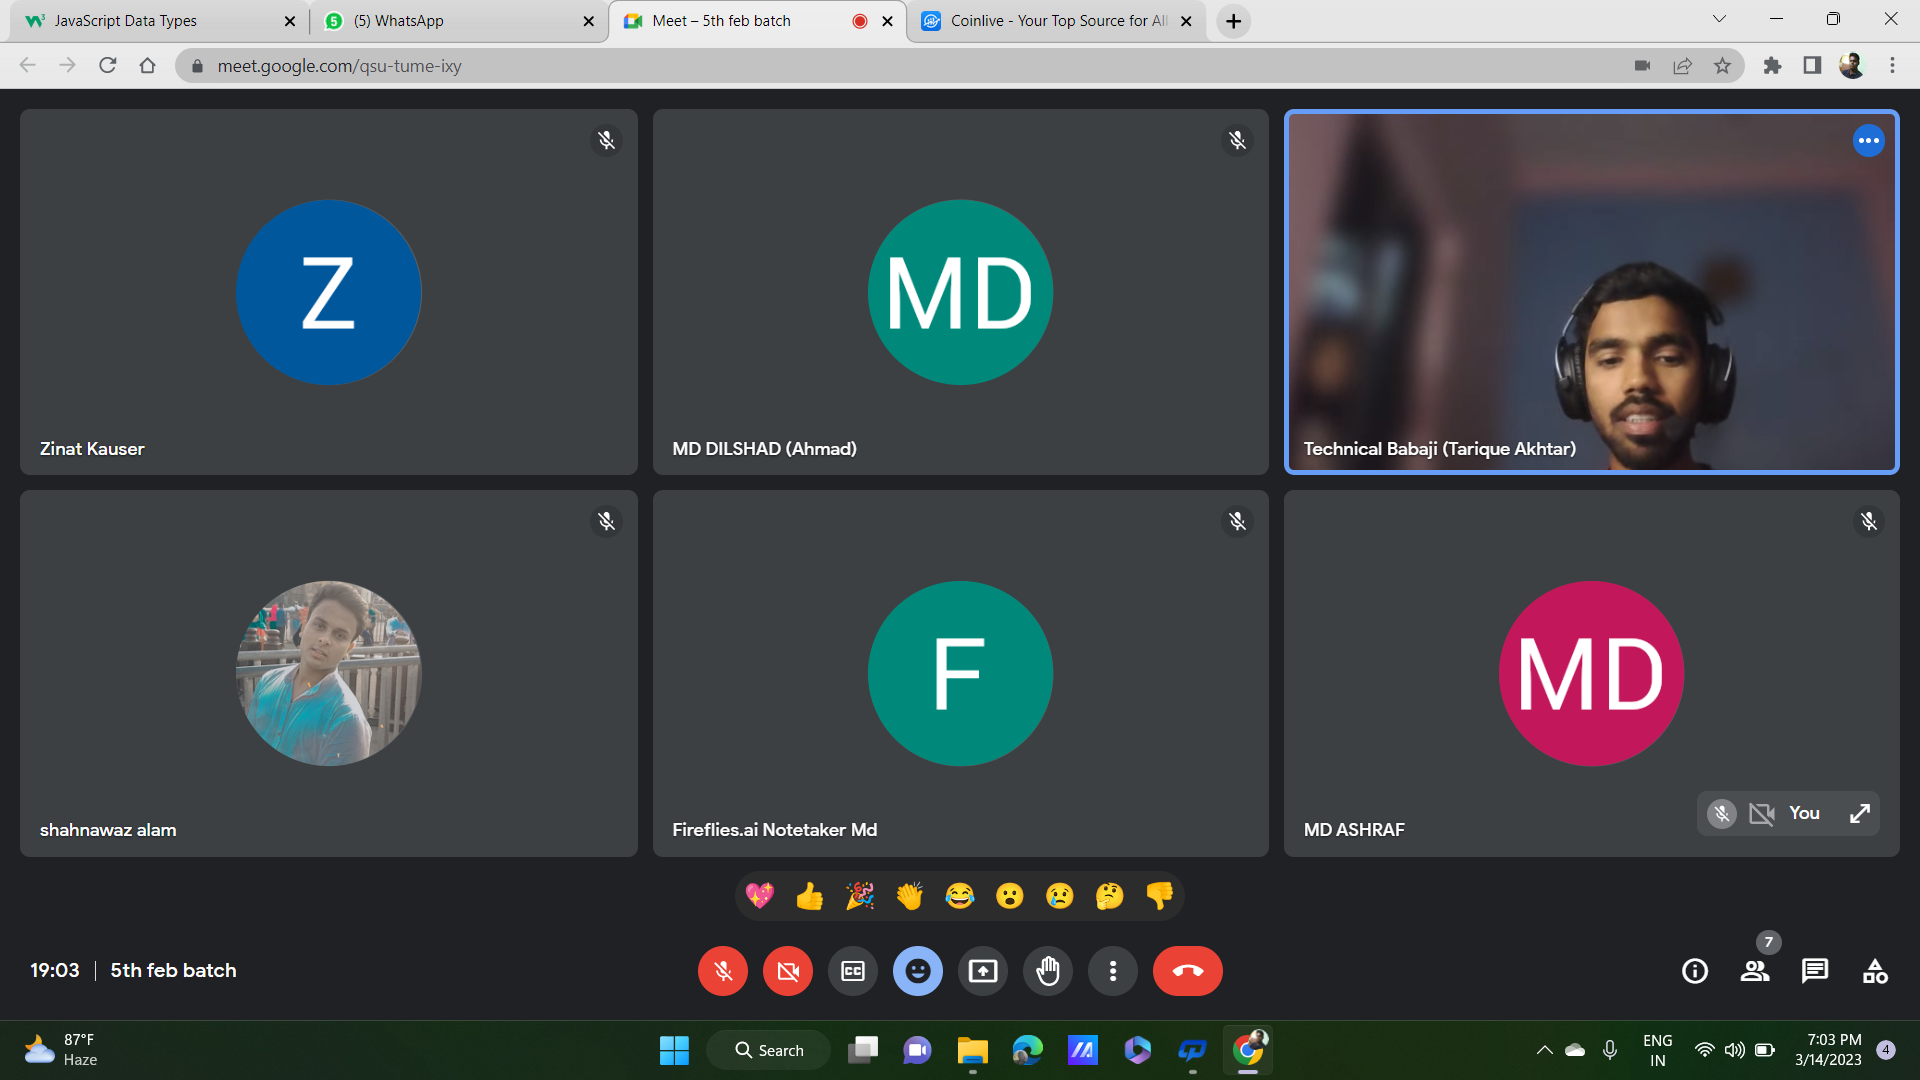 JavaScript Data Types
5
(5) WhatsApp
Meet – 5th feb batch
Coinlive - Your Top Source for All
meet.google.com/qsu-tume-ixy
Z
Zinat Kauser
MD
MD DILSHAD (Ahmad)
Technical Babaji (Tarique Akhtar)
shahnawaz alam
F
Fireflies.ai Notetaker Md
MD
MD ASHRAF
You
19:03
5th feb batch
CC
7
87°F
Haze
Search
ENG
IN
7:03 PM
3/14/2023
4